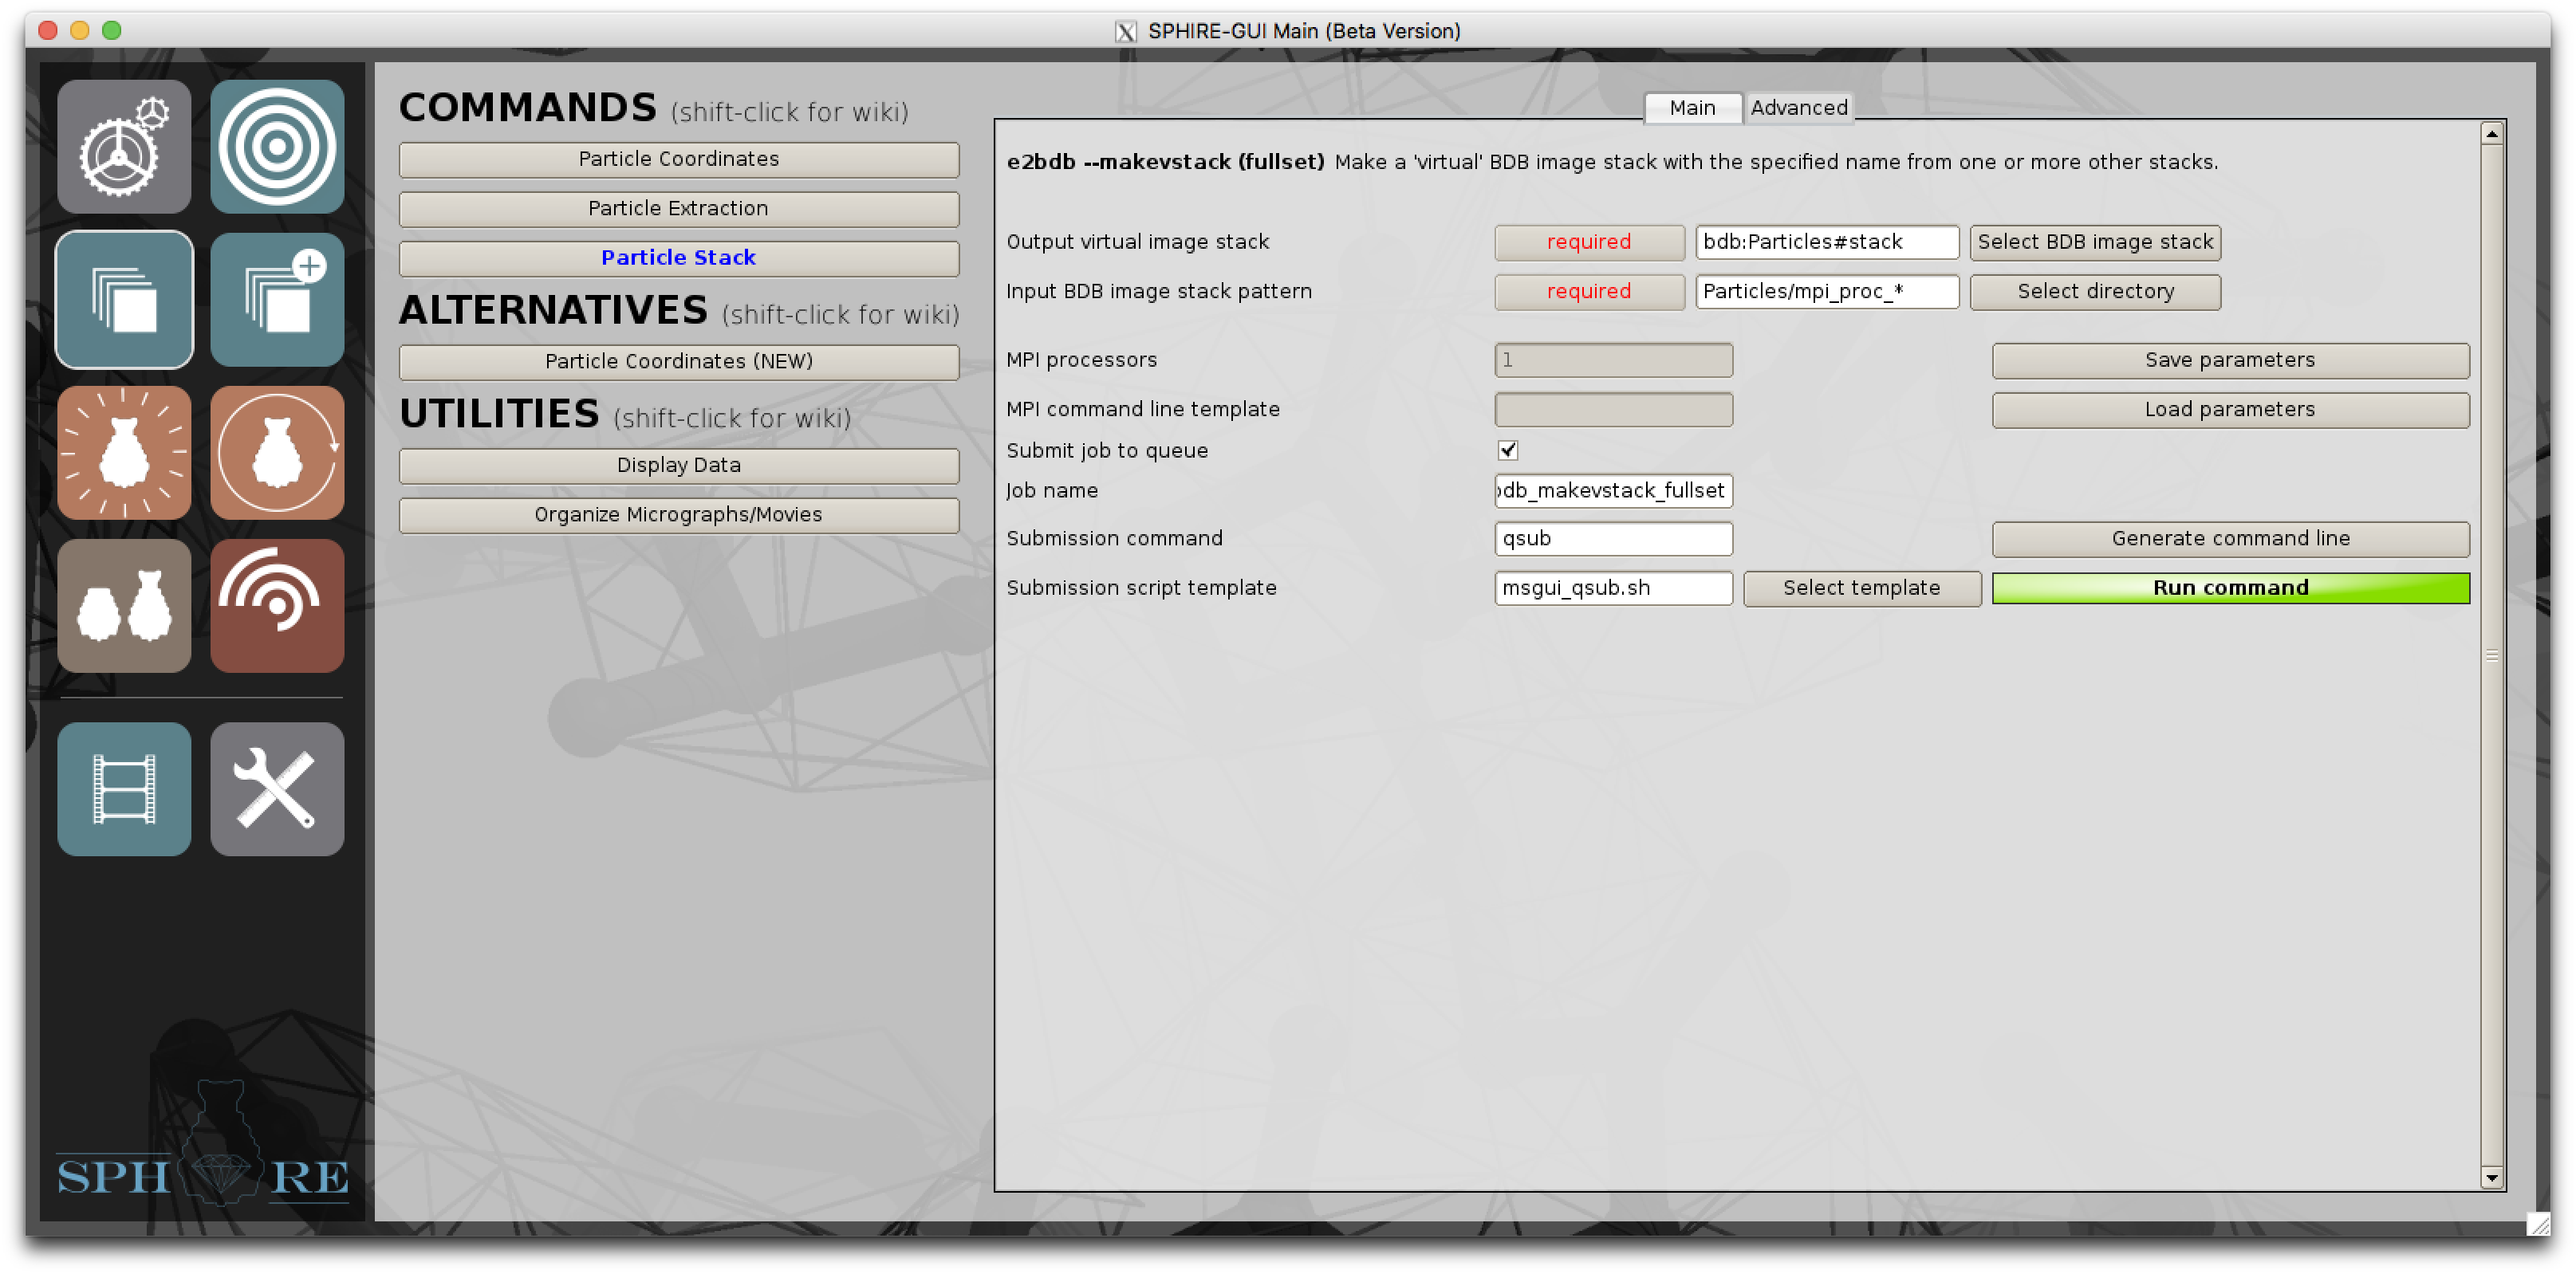 SPHIRE-GUI Main (Beta Version)
COMMANDS (shift-click for wiki)
Particle Coordinates
Particle Extraction
Particle Stack
ALTERNATIVES (shift-click for wiki)
Particle Coordinates (NEW)
UTILITIES (shift-click for wiki)
Display Data
Organize Micrographs/Movies
SPH RE
Main Advanced
e2bdb --makevstack (fullset) Make a 'virtual' BDB image stack with the specified name from one or more other stacks.
Output virtual image stack required bdb:Particles#stack Select BDB image stack
Input BDB image stack pattern required Particles/mpi_proc_* Select directory
MPI processors 1 Save parameters
MPI command line template Load parameters
Submit job to queue
Job name bdb_makevstack_fullset
Submission command qsub Generate command line
Submission script template msgui_qsub.sh Select template Run command